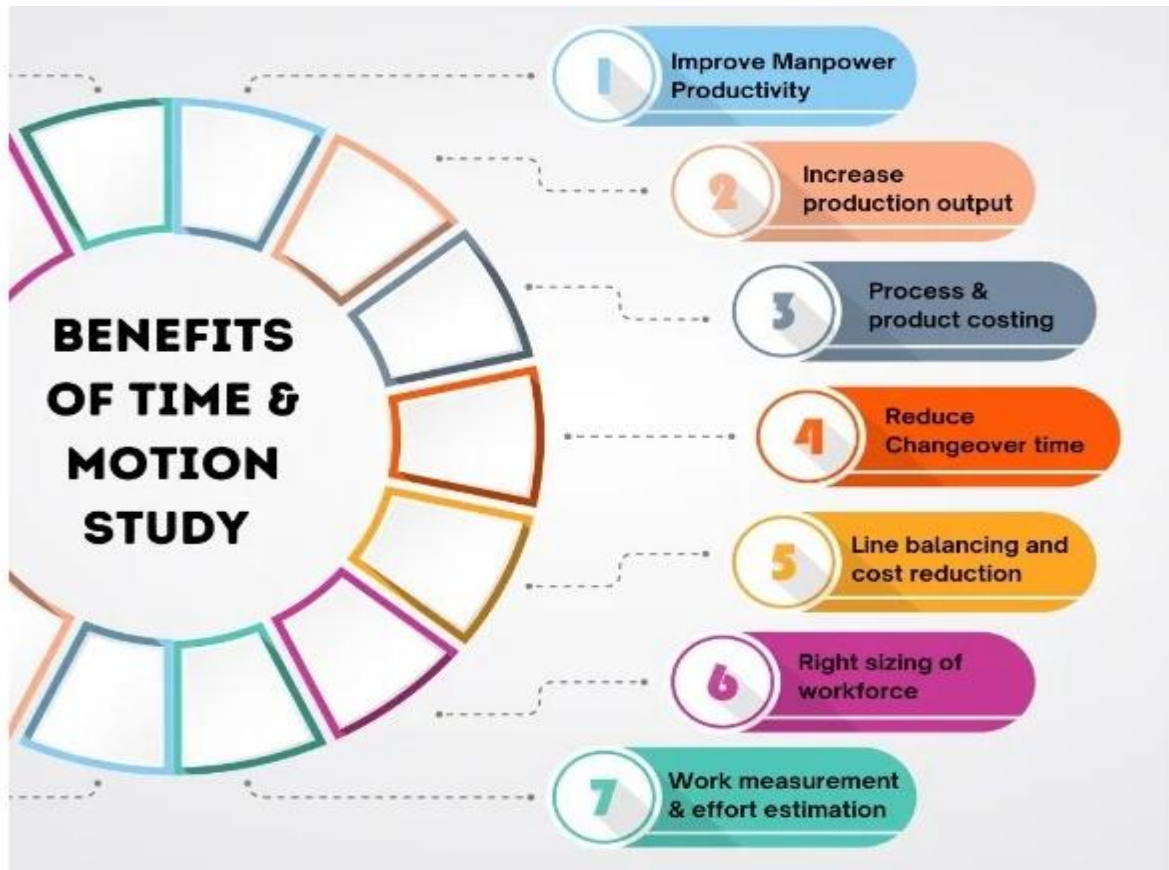 BENEFITS
OF TIME &
MOTION
STUDY
1
Improve Manpower
Productivity
2
Increase
production output
3
Process &
product costing
4
Reduce
Changeover time
5
Line balancing and
cost reduction
6
Right sizing of
workforce
7
Work measurement
& effort estimation